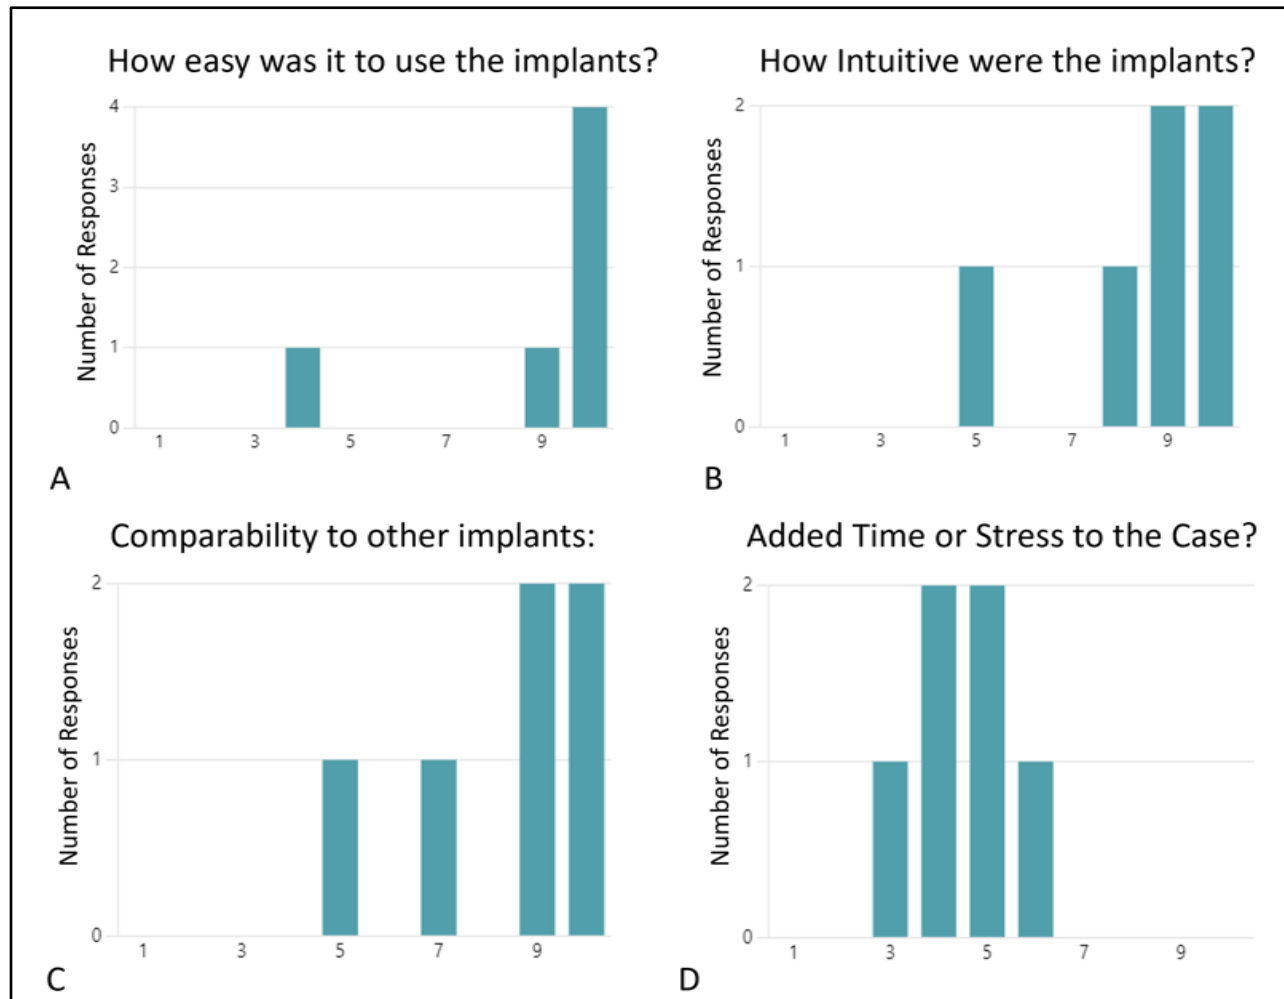 How easy was it to use the implants?
Number of Responses
4
3
2
1
0
1 3 5 7 9
A
How Intuitive were the implants?
Number of Responses
2
1
0
1 3 5 7 9
B
Comparability to other implants:
Number of Responses
2
1
0
1 3 5 7 9
C
Added Time or Stress to the Case?
Number of Responses
2
1
0
1 3 5 7 9
D